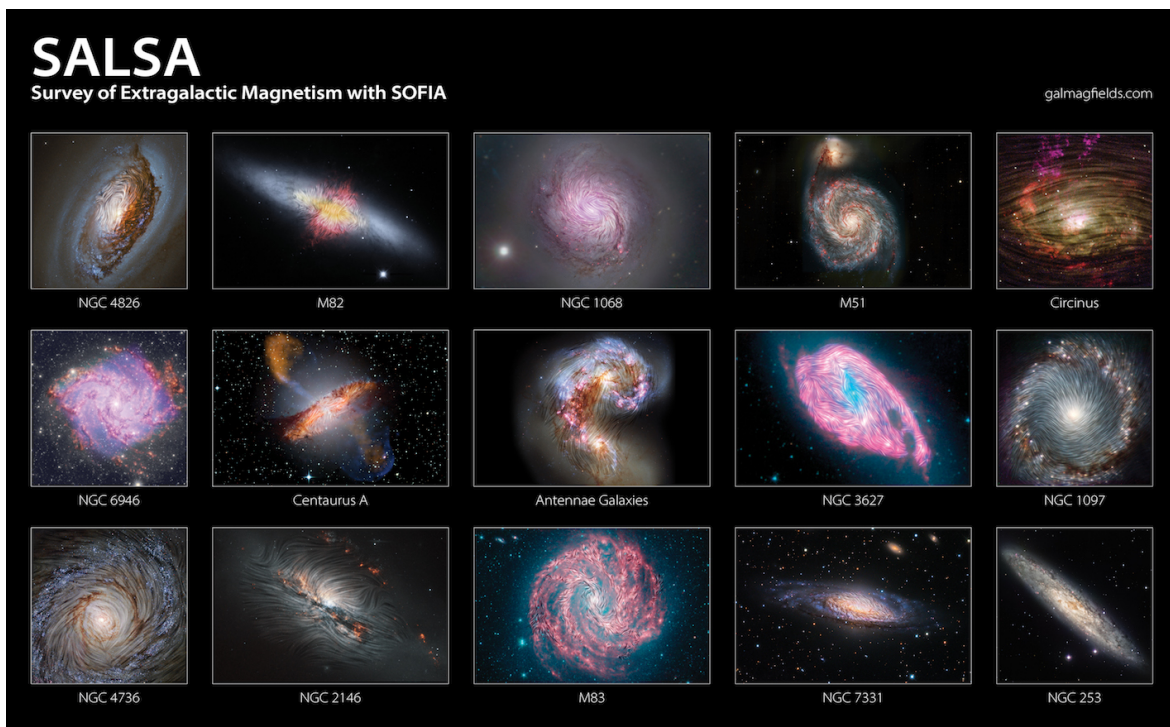 SALSA
Survey of Extragalactic Magnetism with SOFIA
galmagfields.com
NGC 4826
M82
NGC 1068
M51
Circinus
NGC 6946
Centaurus A
Antennae Galaxies
NGC 3627
NGC 1097
NGC 4736
NGC 2146
M83
NGC 7331
NGC 253